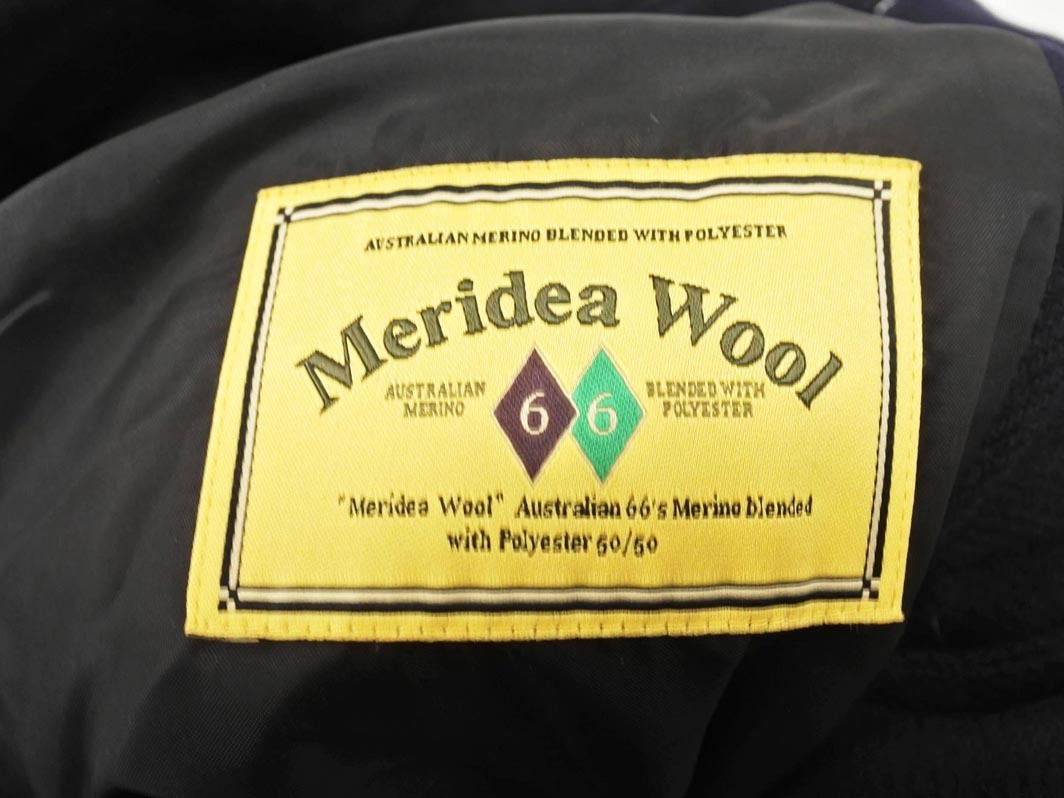 AUSTRALIAN MERINO BLENDED WITH POLYESTER
Meridea Wool
AUSTRALIAN
MERINO
6 6
BLENDED WITH
POLYESTER
"Meridea Wool" Australian 66's Merino blended
with Polyester 50/50